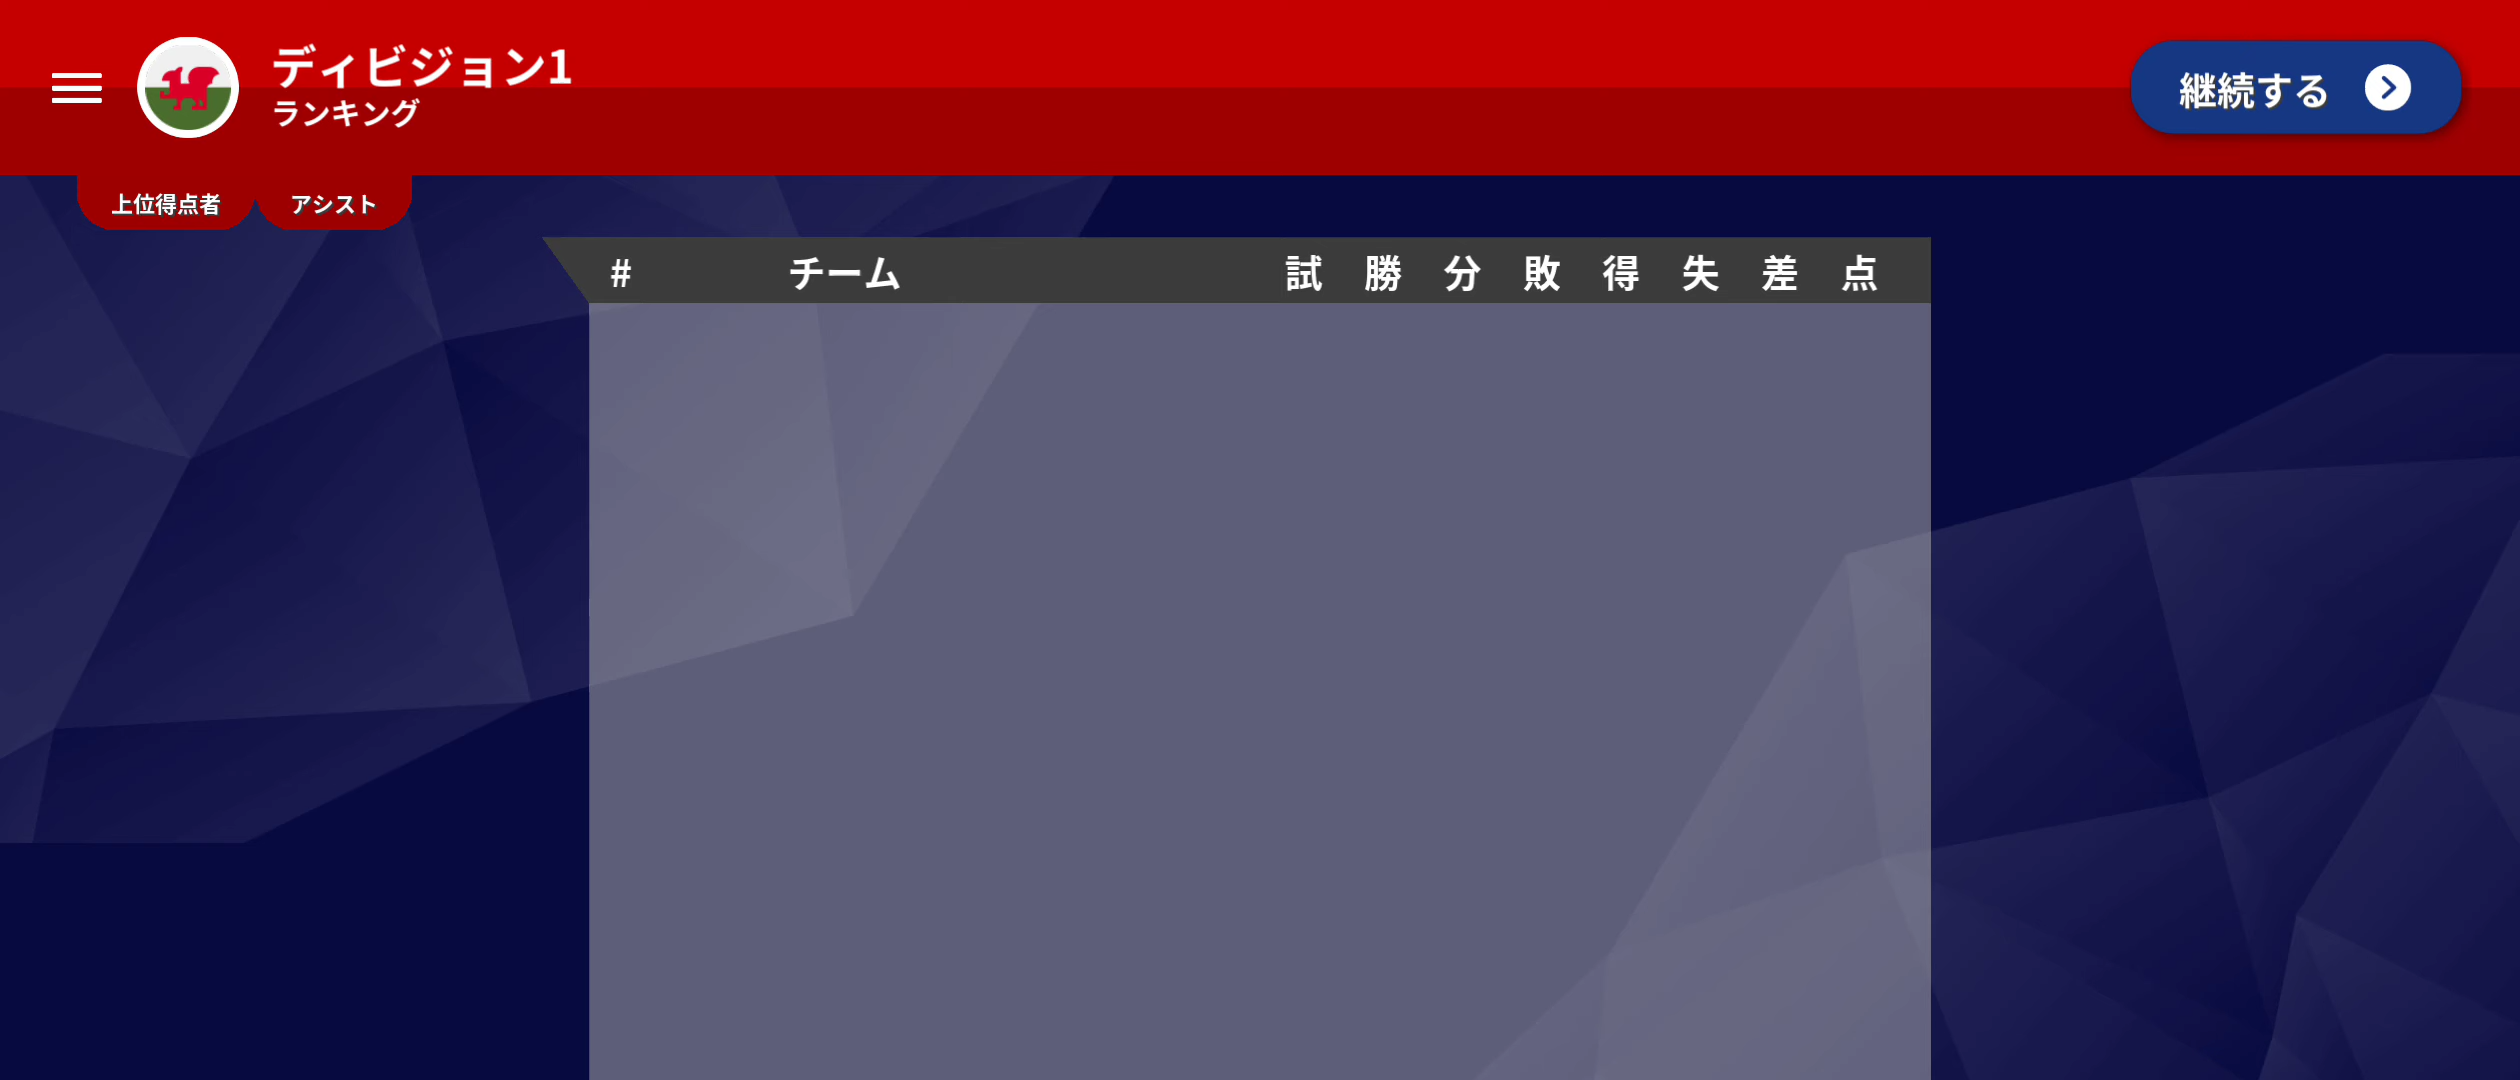 ディビジョン1
ランキング
継続する
上位得点者 アシスト
# チーム 試 勝 分 敗 得 失 差 点